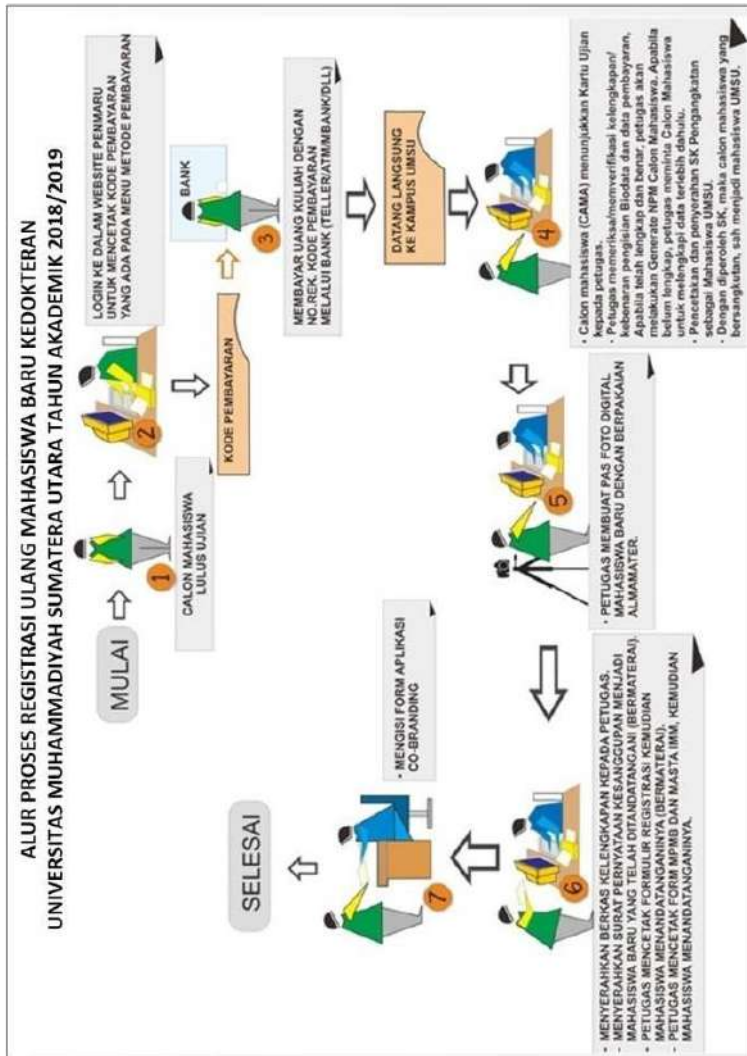 ALUR PROSES REGISTRASI ULANG MAHASISWA BARU KEDOKTERAN
UNIVERSITAS MUHAMMADIYAH SUMATERA UTARA TAHUN AKADEMIK 2018/2019
MULAI
1
CALON MAHASISWA
LULUS UJIAN
2
LOGIN KE DALAM WEBSITE PENMARU
UNTUK MENCETAK KODE PEMBAYARAN
YANG ADA PADA MENU METODE PEMBAYARAN
KODE PEMBAYARAN
BANK
3
MEMBAYAR UANG KULIAH DENGAN
NO.REK. KODE PEMBAYARAN
MELALUI BANK (TELLER/ATM/MBANK/DLL)
DATANG LANGSUNG
KE KAMPUS UMSU
4
• Calon mahasiswa (CAMA) menunjukkan Kartu Ujian
kepada petugas.
• Petugas memeriksa/memverifikasi kelengkapan/
kebenaran pengisian Biodata dan data pembayaran,
Apabila telah lengkap dan benar, petugas akan
melakukan Generate NPM Calon Mahasiswa. Apabila
belum lengkap, petugas meminta Calon Mahasiswa
untuk melengkapi data terlebih dahulu.
• Pencetakan dan penyerahan SK Pengangkatan
sebagai Mahasiswa UMSU.
• Dengan diperoleh SK, maka calon mahasiswa yang
bersangkutan, sah menjadi mahasiswa UMSU.
5
• PETUGAS MEMBUAT PAS FOTO DIGITAL
MAHASISWA BARU DENGAN BERPAKAIAN
ALMAMATER.
6
• MENYERAHKAN BERKAS KELENGKAPAN KEPADA PETUGAS.
- MENYERAHKAN SURAT PERNYATAAN KESANGGUPAN MENJADI
MAHASISWA BARU YANG TELAH DITANDATANGANI (BERMATERAI).
• PETUGAS MENCETAK FORMULIR REGISTRASI KEMUDIAN
MAHASISWA MENANDATANGANINYA (BERMATERAI).
• PETUGAS MENCETAK FORM MPMB DAN MASTA IMM, KEMUDIAN
MAHASISWA MENANDATANGANINYA.
7
• MENGISI FORM APLIKASI
CO-BRANDING
SELESAI